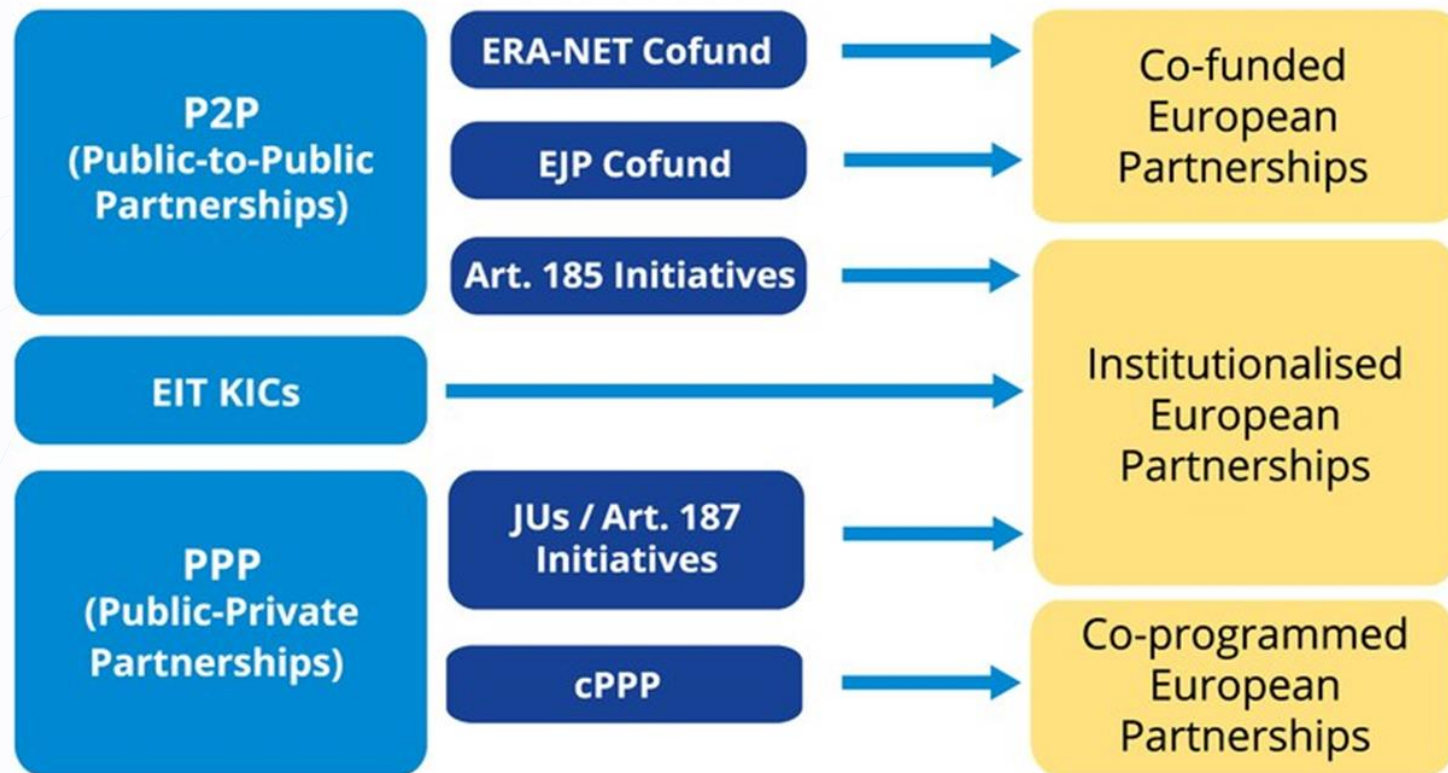 P2P
(Public-to-Public
Partnerships)
ERA-NET Cofund
EJP Cofund
Art. 185 Initiatives
Co-funded
European
Partnerships
EIT KICs
Institutionalised
European
Partnerships
PPP
(Public-Private
Partnerships)
JUs / Art. 187
Initiatives
cPPP
Co-programmed
European
Partnerships